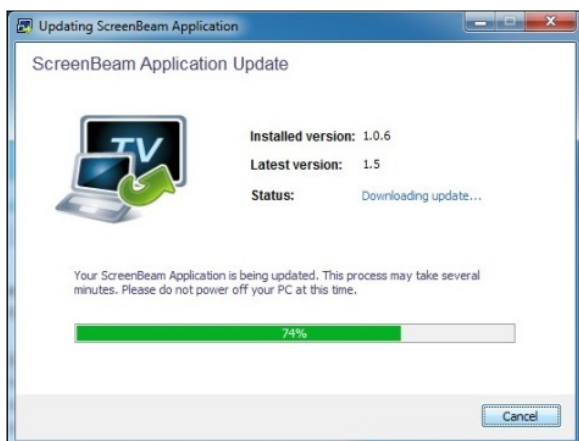 Updating ScreenBeam Application
ScreenBeam Application Update
TV
Installed version: 1.0.6
Latest version: 1.5
Status: Downloading update...
Your ScreenBeam Application is being updated. This process may take several
minutes. Please do not power off your PC at this time.
74%
Cancel